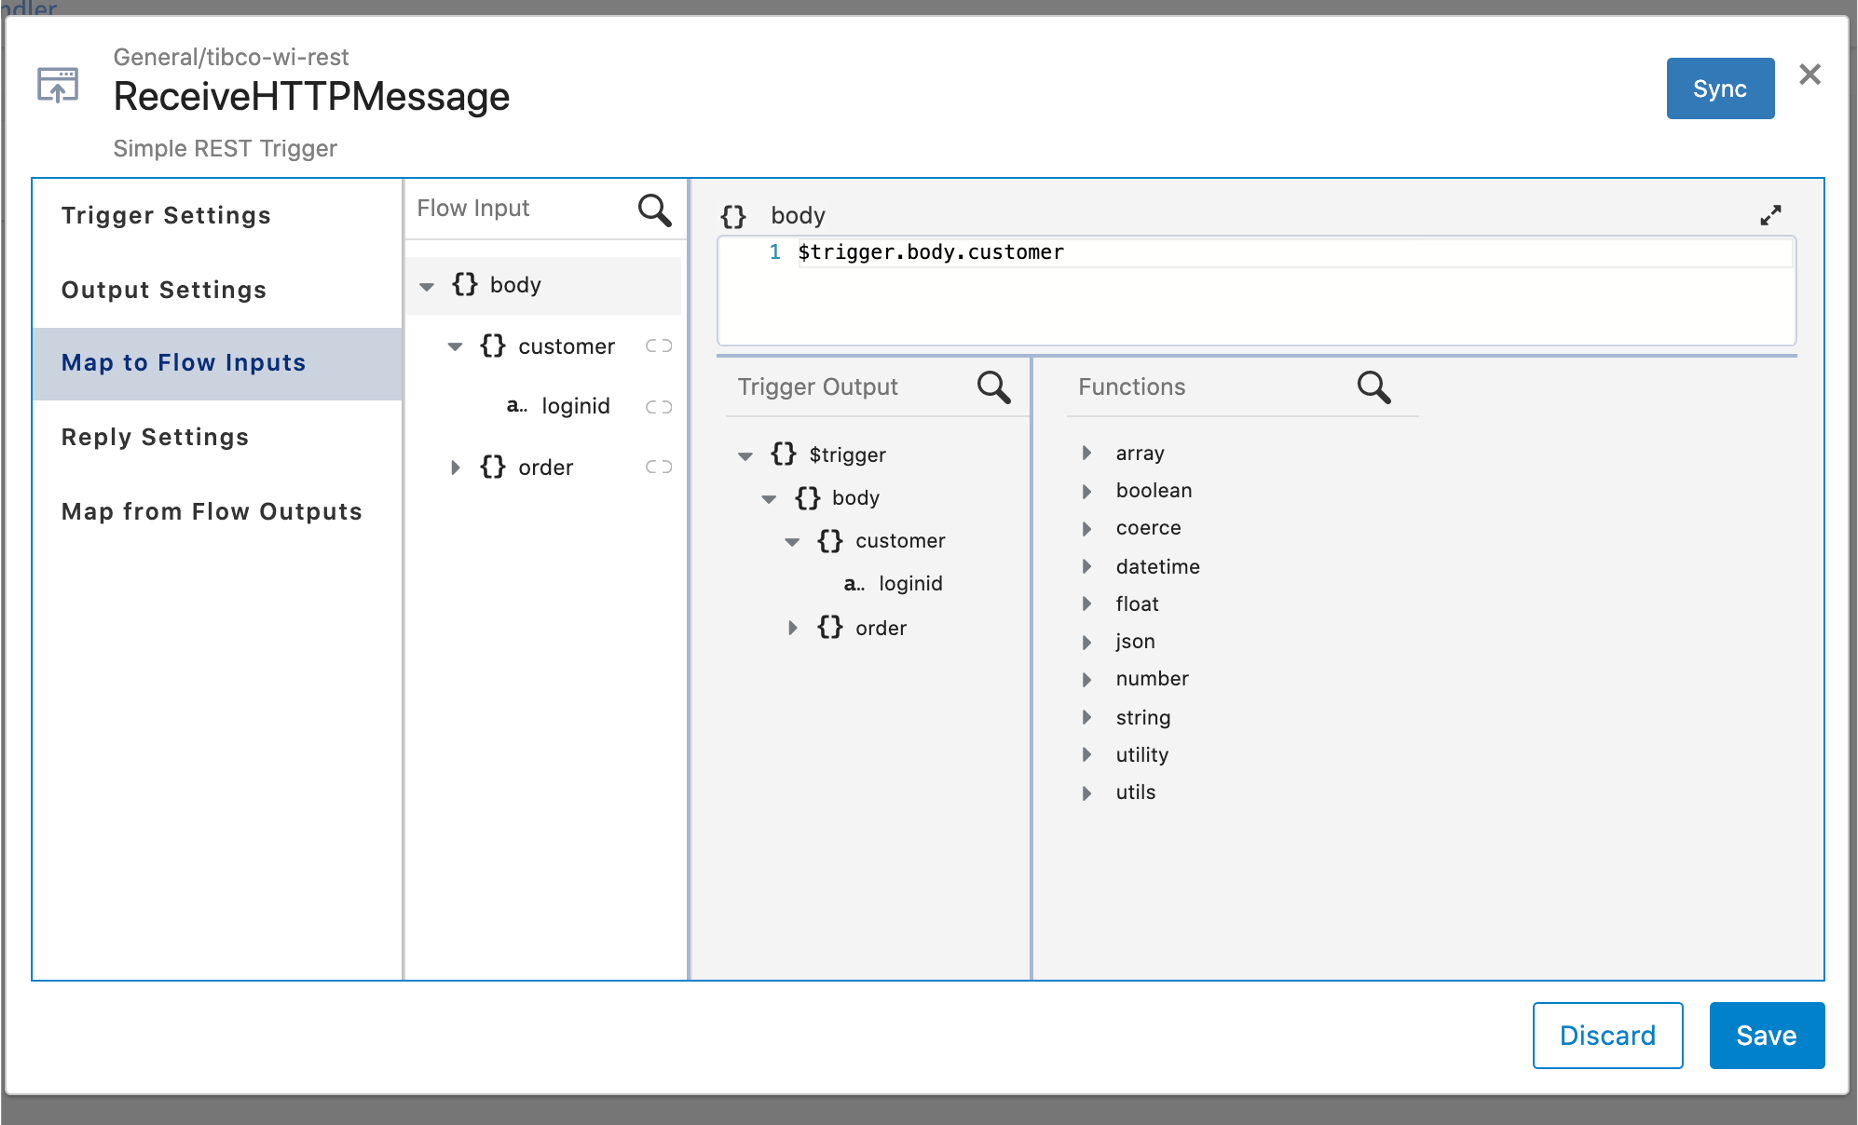 General/tibco-wi-rest
ReceiveHTTPMessage
Simple REST Trigger
Sync
Trigger Settings
Output Settings
Map to Flow Inputs
Reply Settings
Map from Flow Outputs
Flow Input
{} body
{} customer
a.. loginid
{} order
{} body
1 $trigger.body.customer
Trigger Output
{} $trigger
{} body
{} customer
a.. loginid
{} order
Functions
array
boolean
coerce
datetime
float
json
number
string
utility
utils
Discard
Save